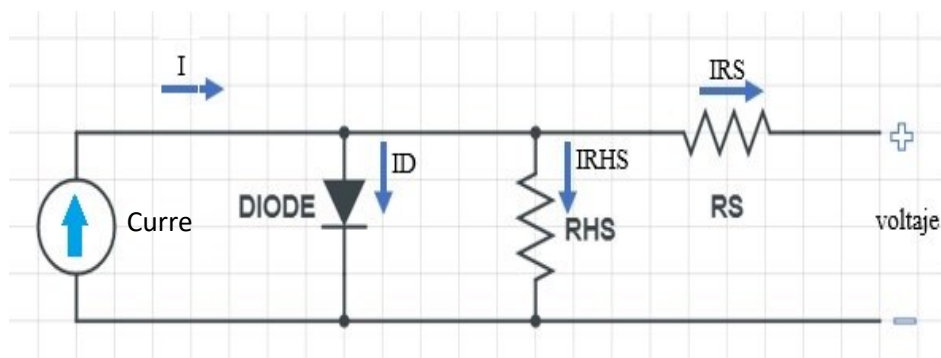 I
IRS
ID
IRHS
DIODE
Curre
RHS
RS
voltaje